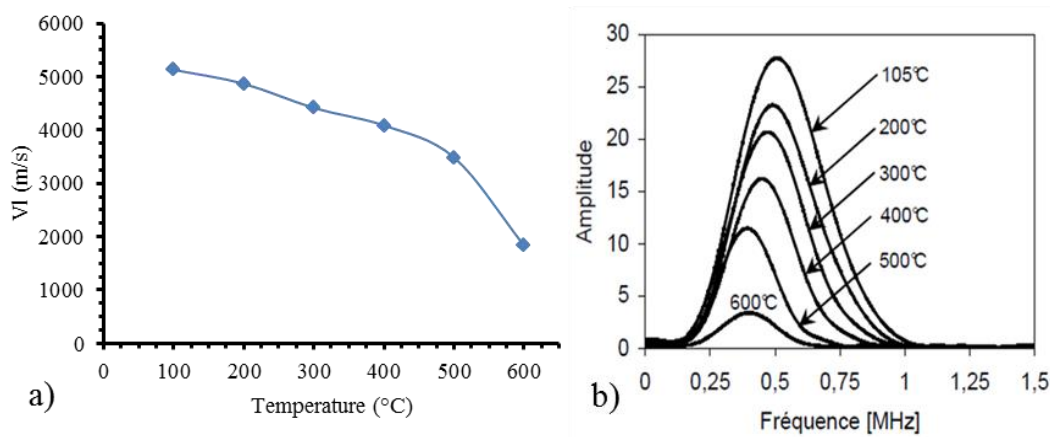 6000
5000
4000
3000
2000
1000
0
Vl (m/s)
100 200 300 400 500 600
Temperature (°C)
a)
30
25
20
15
10
5
0
Amplitude
105°C
200°C
300°C
400°C
500°C
600°C
0 0,25 0,5 0,75 1 1,25 1,5
Fréquence [MHz]
b)